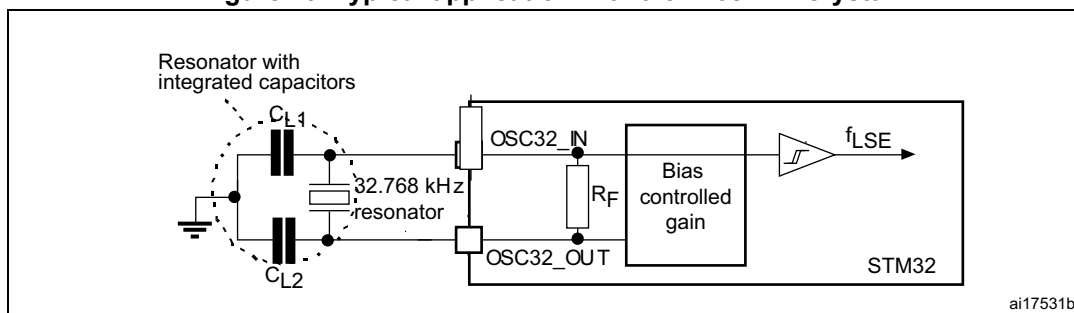 Resonator with
integrated capacitors
CL1
OSC32_IN
fLSE
32.768 kHz
resonator
RF
Bias
controlled
gain
OSC32_OUT
STM32
CL2
ai17531b